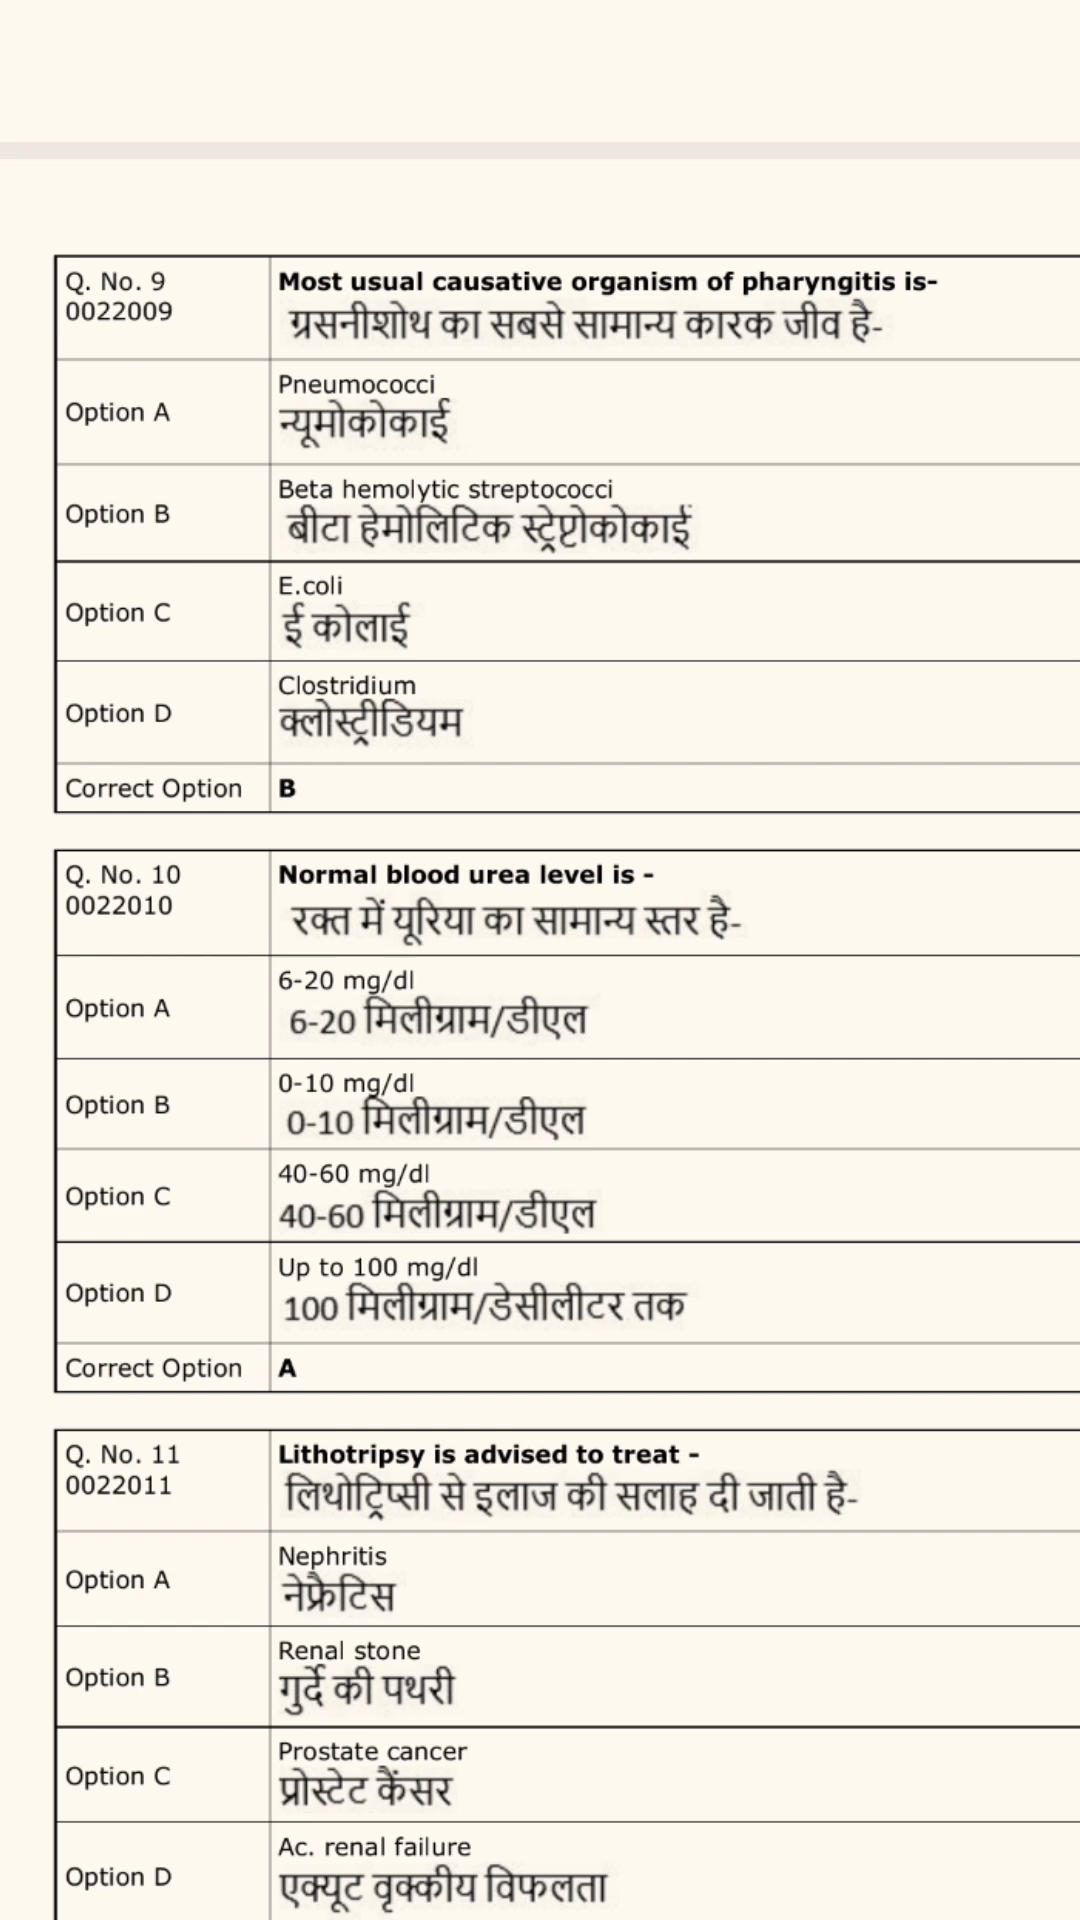 Q. No. 9
0022009
Most usual causative organism of pharyngitis is-
ग्रसनीशोथ का सबसे सामान्य कारक जीव है-
Option A
Pneumococci
न्यूमोकोकाई
Option B
Beta hemolytic streptococci
बीटा हेमोलिटिक स्ट्रेप्टोकोकाई
Option C
E.coli
ई कोलाई
Option D
Clostridium
क्लोस्ट्रीडियम
Correct Option
B
Q. No. 10
0022010
Normal blood urea level is -
रक्त में यूरिया का सामान्य स्तर है-
Option A
6-20 mg/dl
6-20 मिलीग्राम/डीएल
Option B
0-10 mg/dl
0-10 मिलीग्राम/डीएल
Option C
40-60 mg/dl
40-60 मिलीग्राम/डीएल
Option D
Up to 100 mg/dl
100 मिलीग्राम/डेसीलीटर तक
Correct Option
A
Q. No. 11
0022011
Lithotripsy is advised to treat -
लिथोट्रिप्सी से इलाज की सलाह दी जाती है-
Option A
Nephritis
नेफ्रैटिस
Option B
Renal stone
गुर्दे की पथरी
Option C
Prostate cancer
प्रोस्टेट कैंसर
Option D
Ac. renal failure
एक्यूट वृक्कीय विफलता